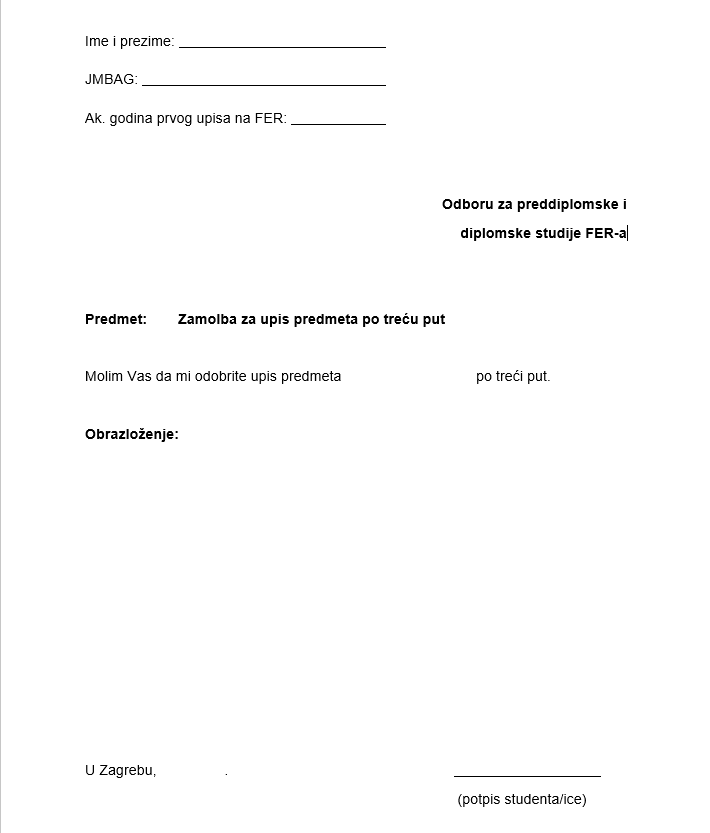 Ime i prezime: ___________________________
JMBAG: ________________________________
Ak. godina prvog upisa na FER: ____________
Odboru za preddiplomske i
diplomske studije FER-a
Predmet: Zamolba za upis predmeta po treću put
Molim Vas da mi odobrite upis predmeta po treći put.
Obrazloženje:
U Zagrebu, .
___________________
(potpis studenta/ice)